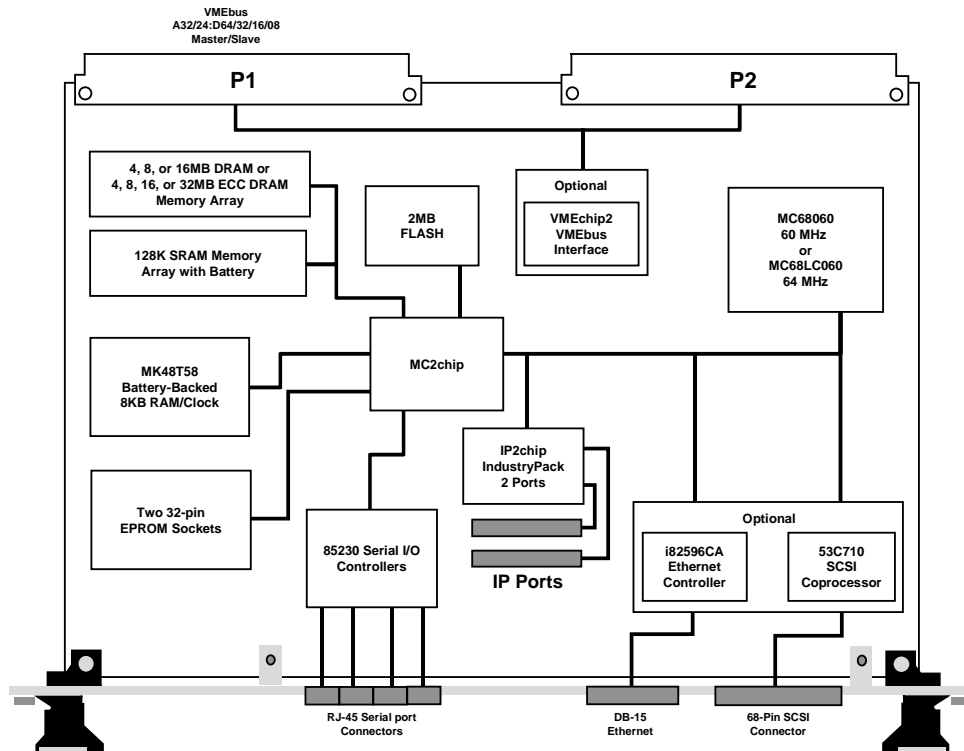 VMEbus
A32/24:D64/32/16/08
Master/Slave
P1
P2
4, 8, or 16MB DRAM or
4, 8, 16, or 32MB ECC DRAM
Memory Array
2MB
FLASH
Optional
VMEchip2
VMEbus
Interface
MC68060
60 MHz
or
MC68LC060
64 MHz
128K SRAM Memory
Array with Battery
MC2chip
MK48T58
Battery-Backed
8KB RAM/Clock
IP2chip
IndustryPack
2 Ports
Two 32-pin
EPROM Sockets
85230 Serial I/O
Controllers
IP Ports
Optional
i82596CA
Ethernet
Controller
53C710
SCSI
Coprocessor
RJ-45 Serial port
Connectors
DB-15
Ethernet
68-Pin SCSI
Connector